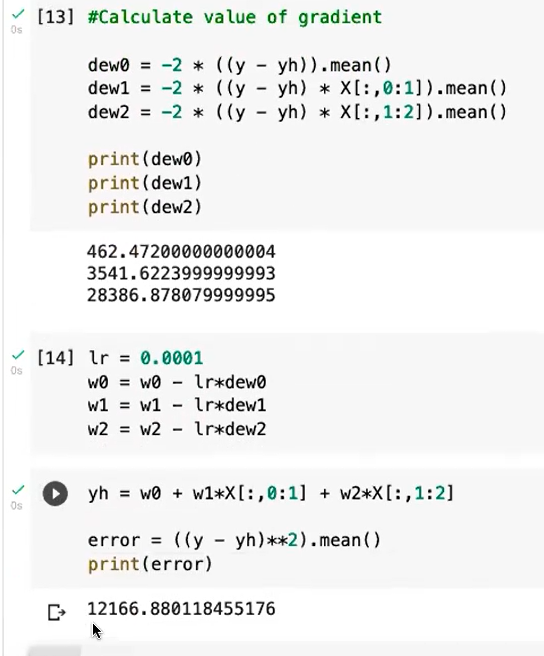 [13] #Calculate value of gradient
0s
dew0 = -2 * ((y - yh)).mean()
dew1 = -2 * ((y - yh) * X[:,0:1]).mean()
dew2 = -2 * ((y - yh) * X[:,1:2]).mean()
print(dew0)
print(dew1)
print(dew2)
462.47200000000004
3541.6223999999993
28386.878079999995
[14] lr = 0.0001
0s
w0 = w0 - lr*dew0
w1 = w1 - lr*dew1
w2 = w2 - lr*dew2
yh = w0 + w1*X[:,0:1] + w2*X[:,1:2]
0s
error = ((y - yh)**2).mean()
print(error)
12166.880118455176